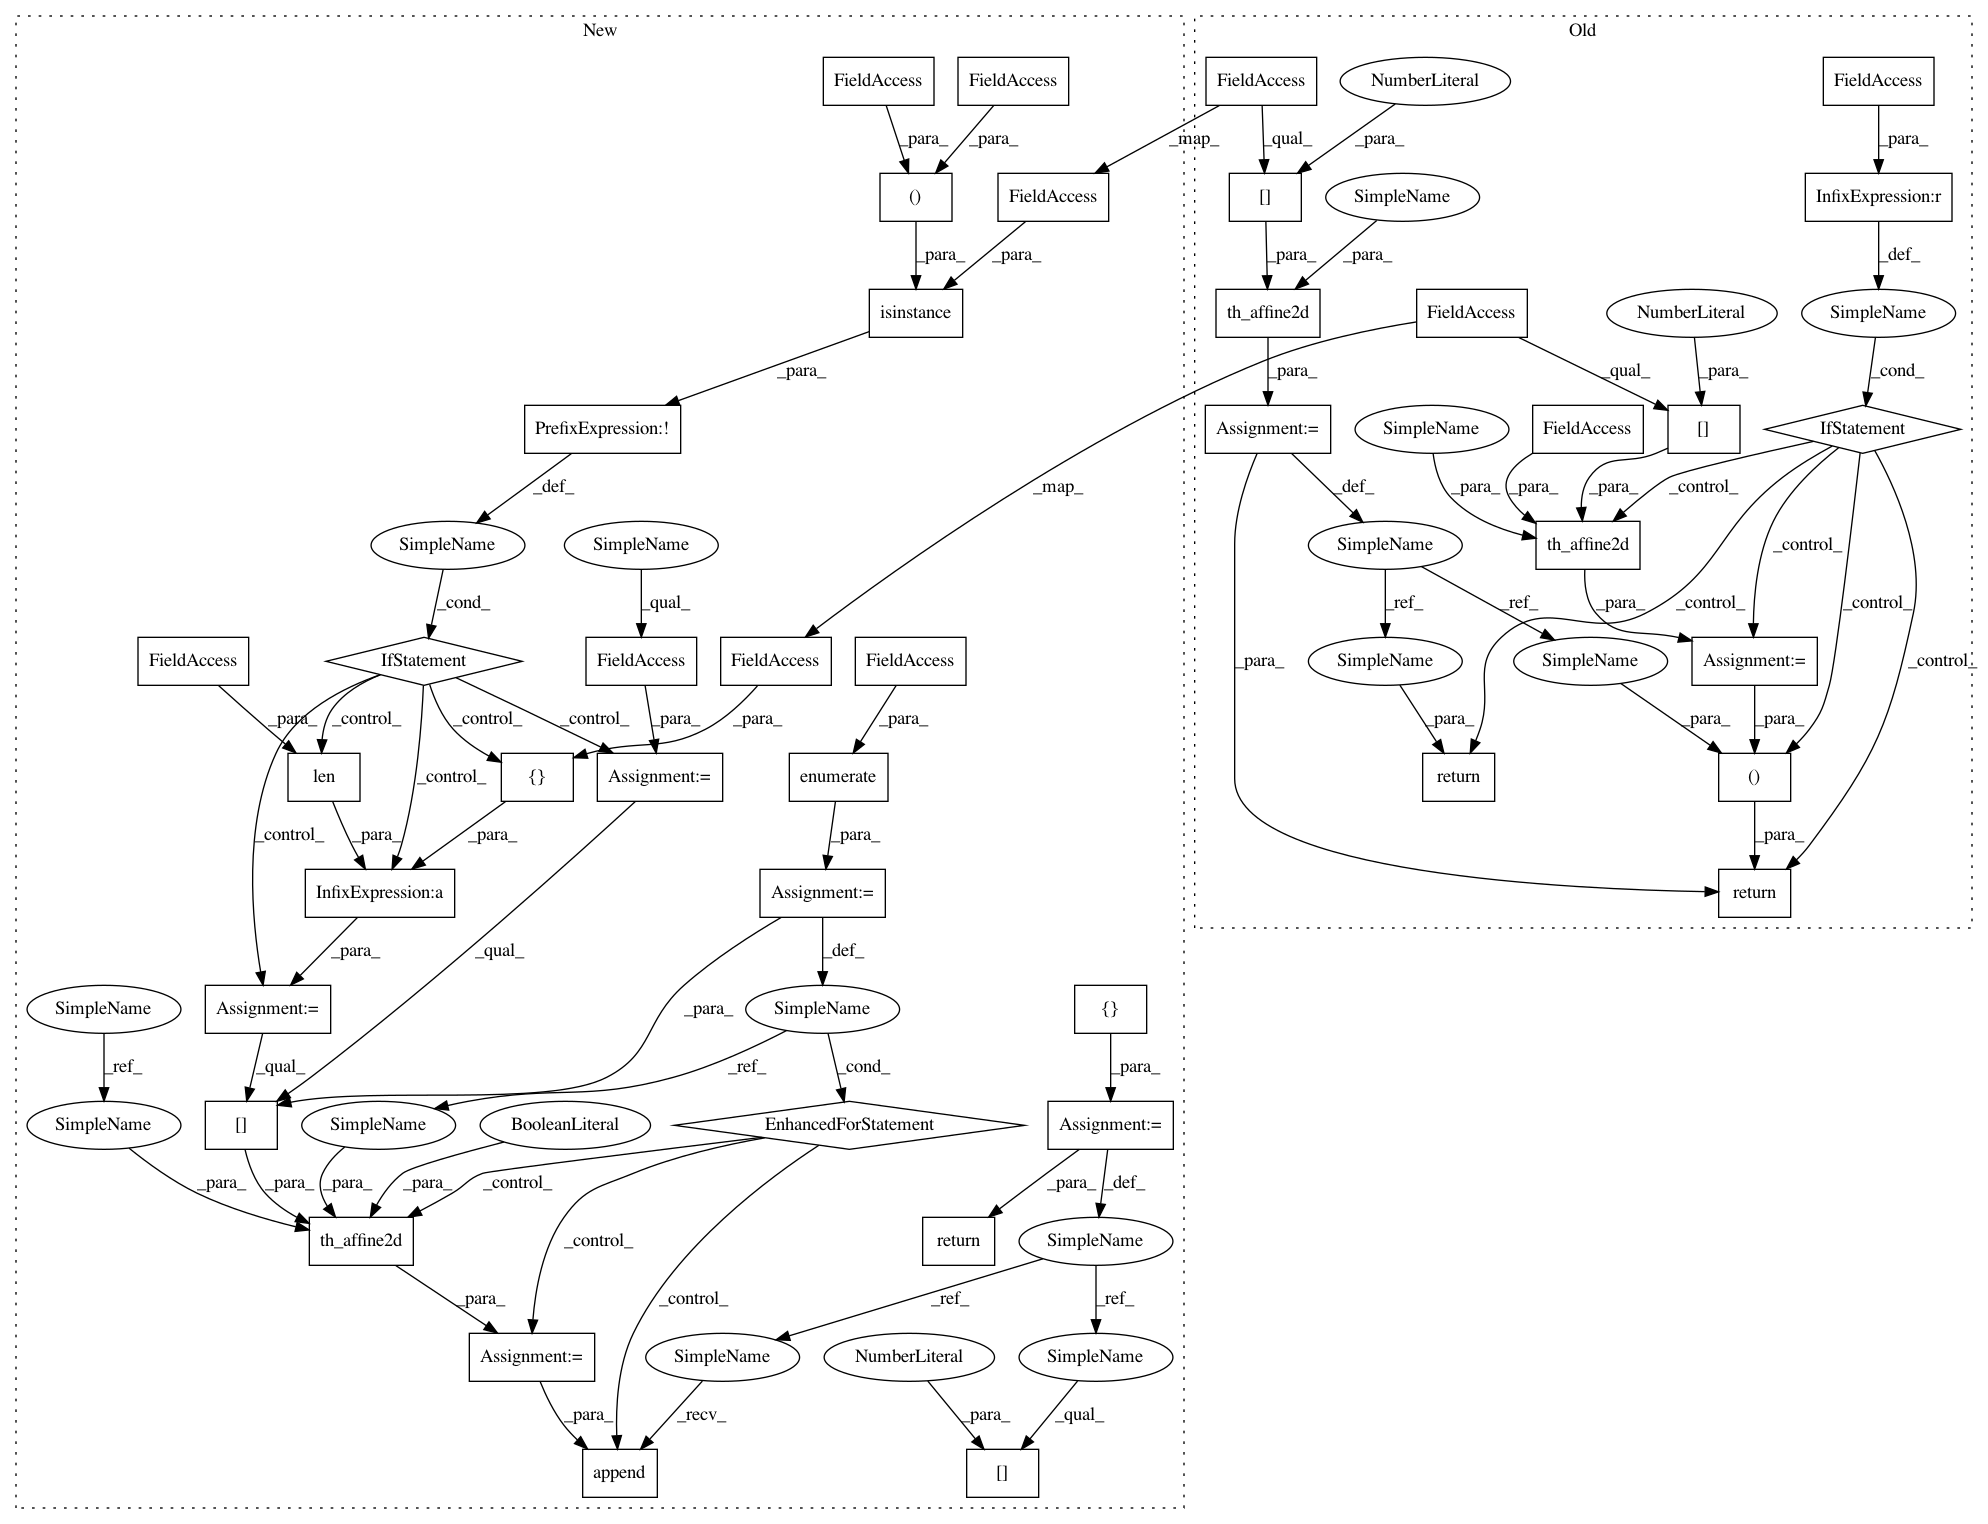 New
Old
FieldAccess
FieldAccess
FieldAccess
NumberLiteral
FieldAccess
_para_
_para_
_map_
_qual_
_para_
_para_
()
FieldAccess
[]
SimpleName
InfixExpression:r
_para_
_para_
_para_
_para_
_def_
isinstance
th_affine2d
FieldAccess
NumberLiteral
SimpleName
_para_
_para_
_qual_
_para_
_cond_
PrefixExpression:!
Assignment:=
SimpleName
FieldAccess
[]
IfStatement
_def_
_map_
_def_
_para_
_para_
_para_
_control_
SimpleName
SimpleName
SimpleName
th_affine2d
_control_
_cond_
_qual_
_ref_
_ref_
_para_
_control_
_control_
FieldAccess
IfStatement
FieldAccess
FieldAccess
FieldAccess
SimpleName
SimpleName
Assignment:=
_para_
_control_
_control_
_control_
_para_
_para_
_para_
_para_
_para_
_para_
_para_
_control_
len
_control_
{}
Assignment:=
enumerate
return
()
_control_
_para_
_para_
_para_
_para_
InfixExpression:a
Assignment:=
return
_para_
_qual_
_def_
SimpleName
Assignment:=
_para_
SimpleName
{}
_ref_
_qual_
_ref_
_cond_
_para_
SimpleName
[]
SimpleName
BooleanLiteral
EnhancedForStatement
Assignment:=
_para_
_para_
_para_
_para_
_control_
_para_
_def_
th_affine2d
_control_
return
SimpleName
_para_
_control_
_ref_
_ref_
Assignment:=
SimpleName
NumberLiteral
SimpleName
_para_
_recv_
_para_
_qual_
append
[]